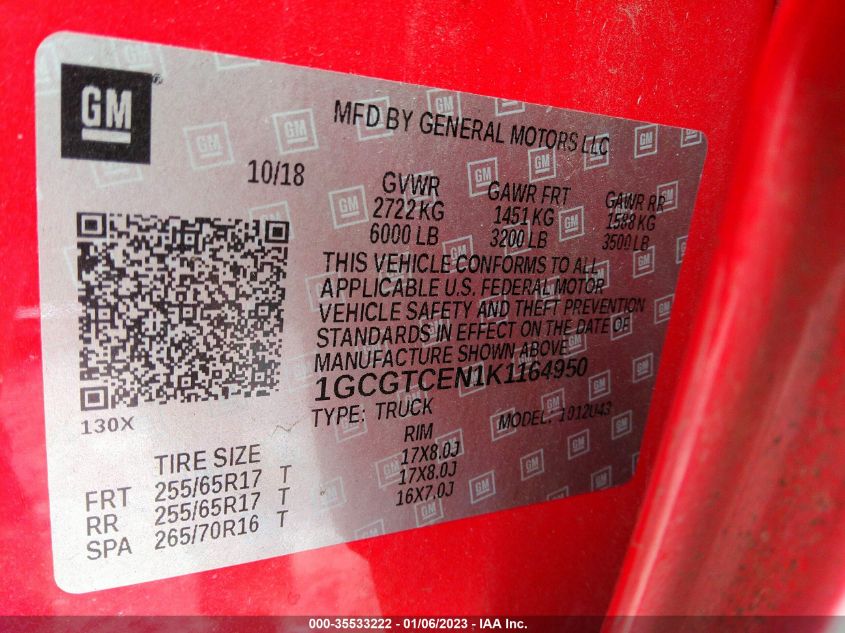 GM
MFD BY GENERAL MOTORS LLC
10/18 GVWR GAWR FRT GAWR RR
2722 KG 1451 KG 1588 KG
6000 LB 3200 LB 3500 LB
THIS VEHICLE CONFORMS TO ALL
APPLICABLE U.S. FEDERAL MOTOR
VEHICLE SAFETY AND THEFT PREVENTION
STANDARDS IN EFFECT ON THE DATE OF
MANUFACTURE SHOWN ABOVE
1GCGTCEN1K1164950
130X TYPE: TRUCK MODEL: 1012U43
TIRE SIZE RIM
FRT 255/65R17 T 17X8.0J
RR 255/65R17 T 17X8.0J
SPA 265/70R16 T 16X7.0J
000-35533222 — 01/06/2023 — IAA Inc.